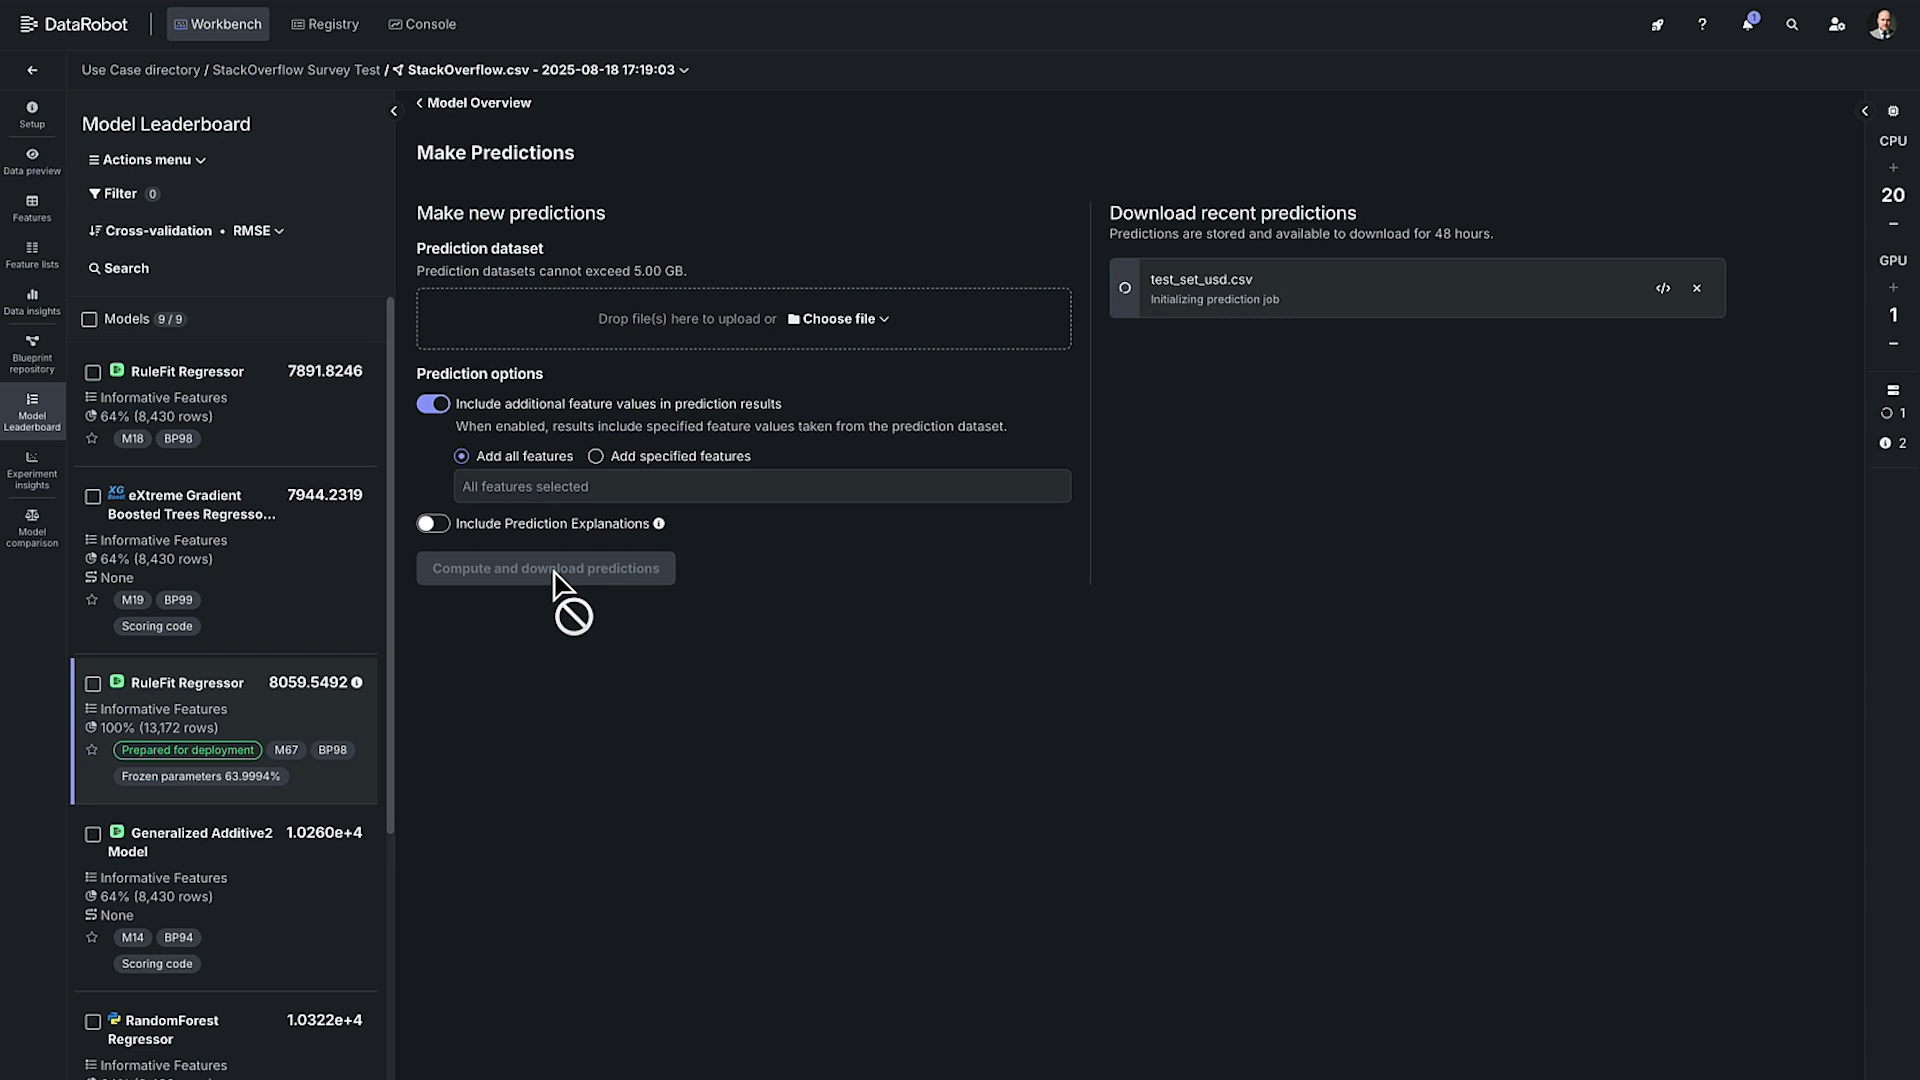 DataRobot
Workbench
Registry
Console
1
Use Case directory / StackOverflow Survey Test / StackOverflow.csv - 2025-08-18 17:19:03
Setup
Data preview
Features
Feature lists
Data insights
Blueprint
repository
Model
Leaderboard
Experiment
insights
Model
comparison
Model Leaderboard
Actions menu
Filter 0
Cross-validation • RMSE
Search
Models 9 / 9
RuleFit Regressor 7891.8246
Informative Features
64% (8,430 rows)
M18 BP98
XG Boost eXtreme Gradient 7944.2319
Boosted Trees Regresso...
Informative Features
64% (8,430 rows)
None
M19 BP99
Scoring code
RuleFit Regressor 8059.5492
Informative Features
100% (13,172 rows)
Prepared for deployment M67 BP98
Frozen parameters 63.9994%
Generalized Additive2 1.0260e+4
Model
Informative Features
64% (8,430 rows)
None
M14 BP94
Scoring code
RandomForest 1.0322e+4
Regressor
Informative Features
Model Overview
Make Predictions
Make new predictions
Prediction dataset
Prediction datasets cannot exceed 5.00 GB.
Drop file(s) here to upload or Choose file
Prediction options
Include additional feature values in prediction results
When enabled, results include specified feature values taken from the prediction dataset.
Add all features Add specified features
All features selected
Include Prediction Explanations
Compute and download predictions
Download recent predictions
Predictions are stored and available to download for 48 hours.
test_set_usd.csv
Initializing prediction job
CPU
+
20
−
GPU
+
1
−
1
2